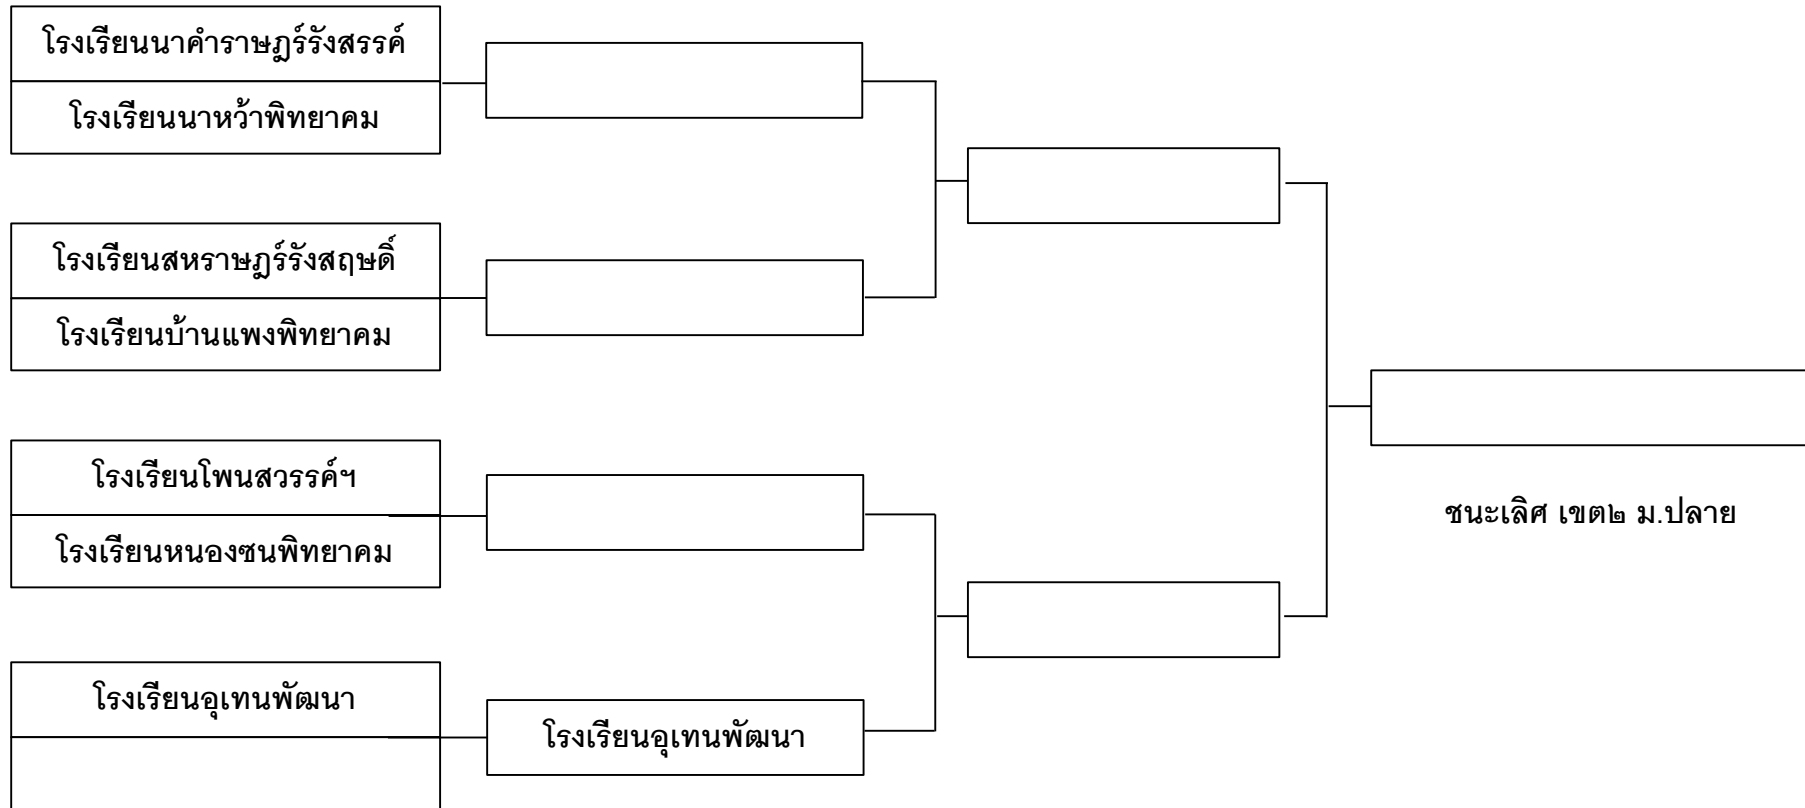 โรงเรียนนาคำราษฎร์รังสรรค์
โรงเรียนนาหว้าพิทยาคม
โรงเรียนสหราษฎร์รังสฤษดิ์
โรงเรียนบ้านแพงพิทยาคม
โรงเรียนโพนสวรรค์ฯ
โรงเรียนหนองซนพิทยาคม
ชนะเลิศ เขต๒ ม.ปลาย
โรงเรียนอุเทนพัฒนา
โรงเรียนอุเทนพัฒนา